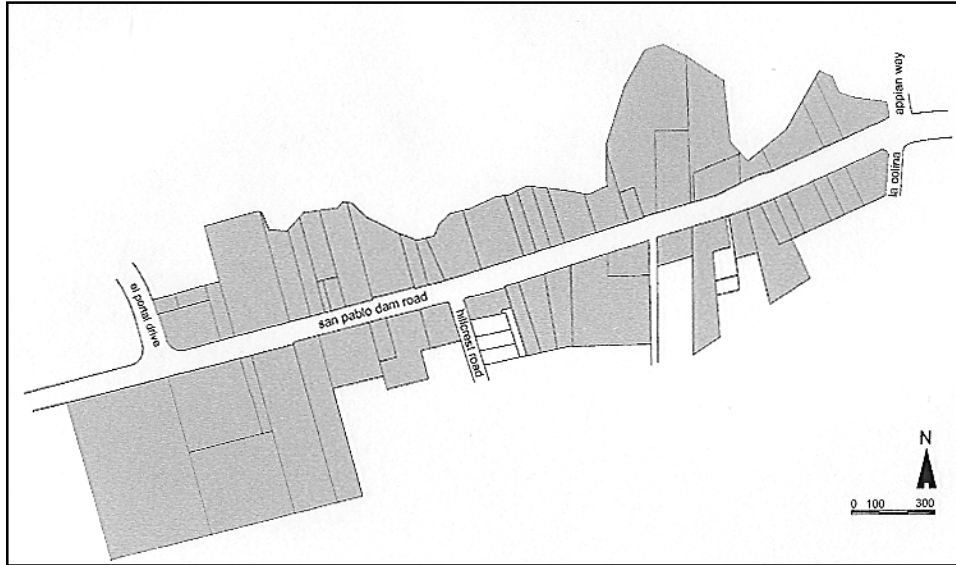 appian way
la colina
el portal drive
san pablo dam road
hillcrest road
N
0 100 300